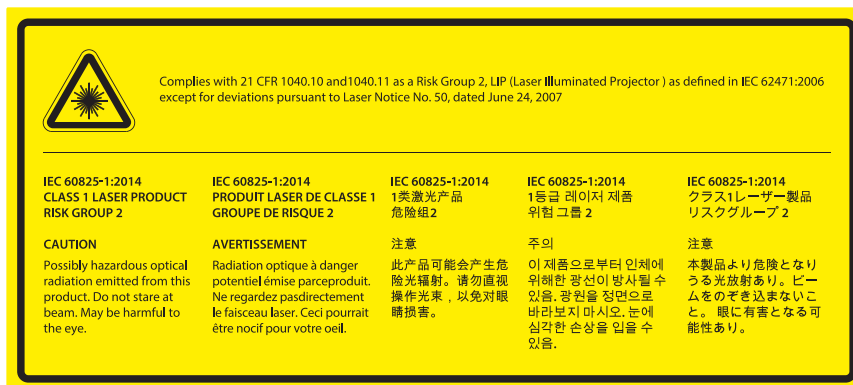 Complies with 21 CFR 1040.10 and1040.11 as a Risk Group 2, LIP (Laser Illuminated Projector ) as defined in IEC 62471:2006
except for deviations pursuant to Laser Notice No. 50, dated June 24, 2007
IEC 60825-1:2014
CLASS 1 LASER PRODUCT
RISK GROUP 2
CAUTION
Possibly hazardous optical
radiation emitted from this
product. Do not stare at
beam. May be harmful to
the eye.
IEC 60825-1:2014
PRODUIT LASER DE CLASSE 1
GROUPE DE RISQUE 2
AVERTISSEMENT
Radiation optique à danger
potentiel émise parceproduit.
Ne regardez pasdirectement
le faisceau laser. Ceci pourrait
être nocif pour votre oeil.
IEC 60825-1:2014
1类激光产品
危险组2
注意
此产品可能会产生危
险光辐射。请勿直视
操作光束，以免对眼
睛损害。
IEC 60825-1:2014
1등급 레이저 제품
위험 그룹 2
주의
이 제품으로부터 인체에
위해한 광선이 방사될 수
있음. 광원을 정면으로
바라보지 마시오. 눈에
심각한 손상을 입을 수
있음.
IEC 60825-1:2014
クラス1レーザー製品
リスクグループ 2
注意
本製品より危険となり
うる光放射あり。ビー
ムをのぞき込まないこ
と。 眼に有害となる可
能性あり。